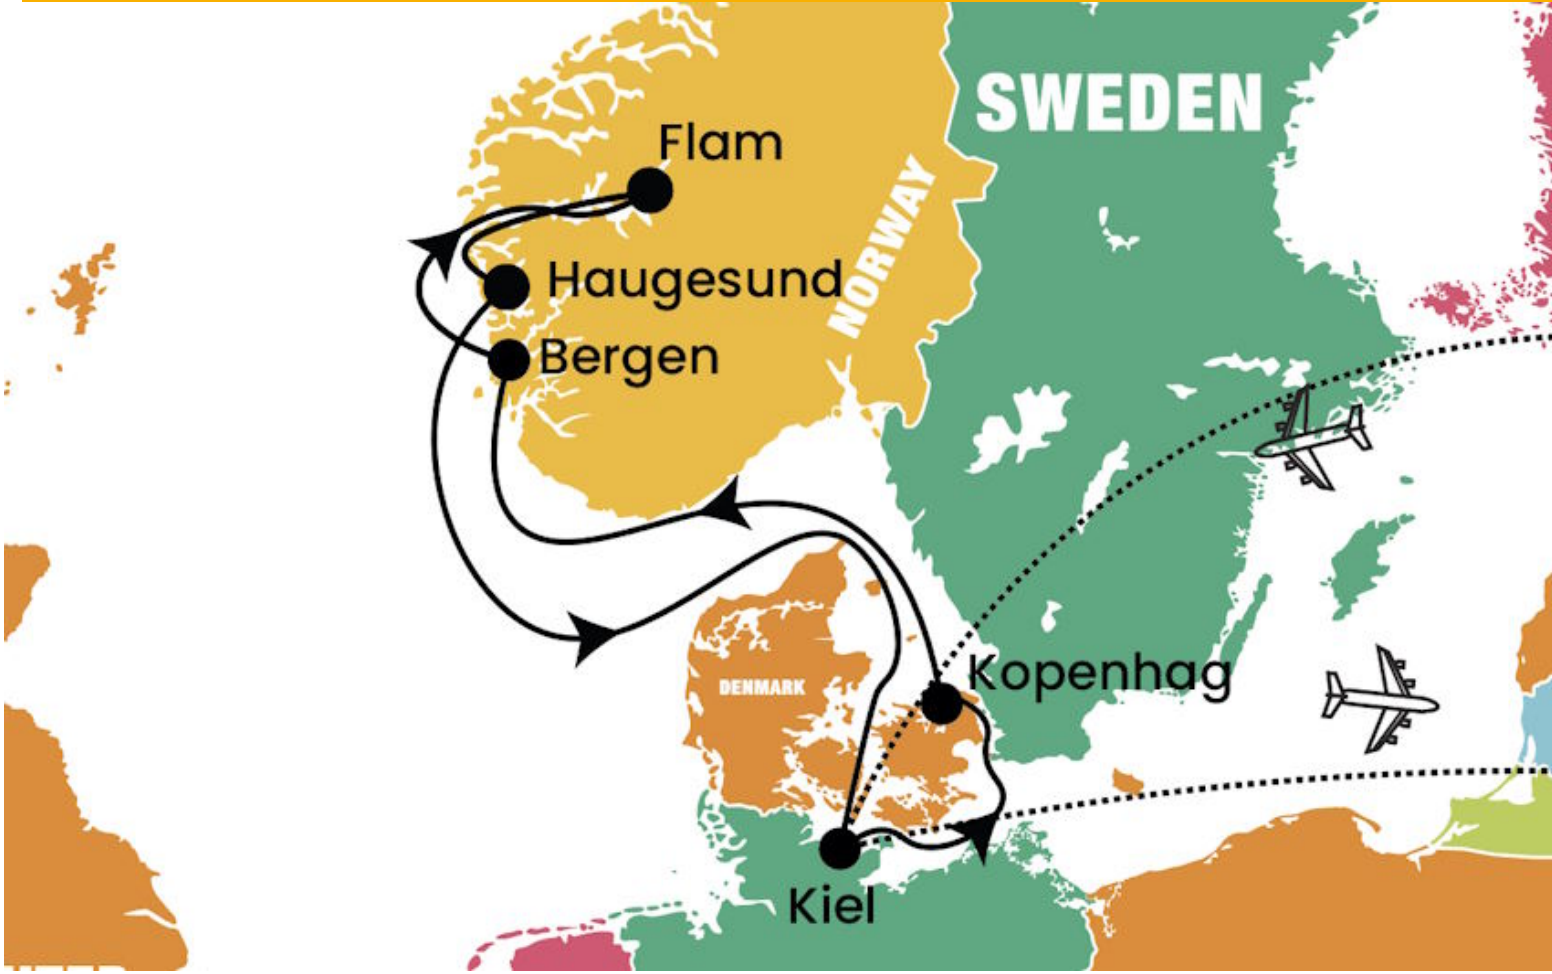 SWEDEN
Flam
NORWAY
Haugesund
Bergen
Kopenhag
DENMARK
Kiel